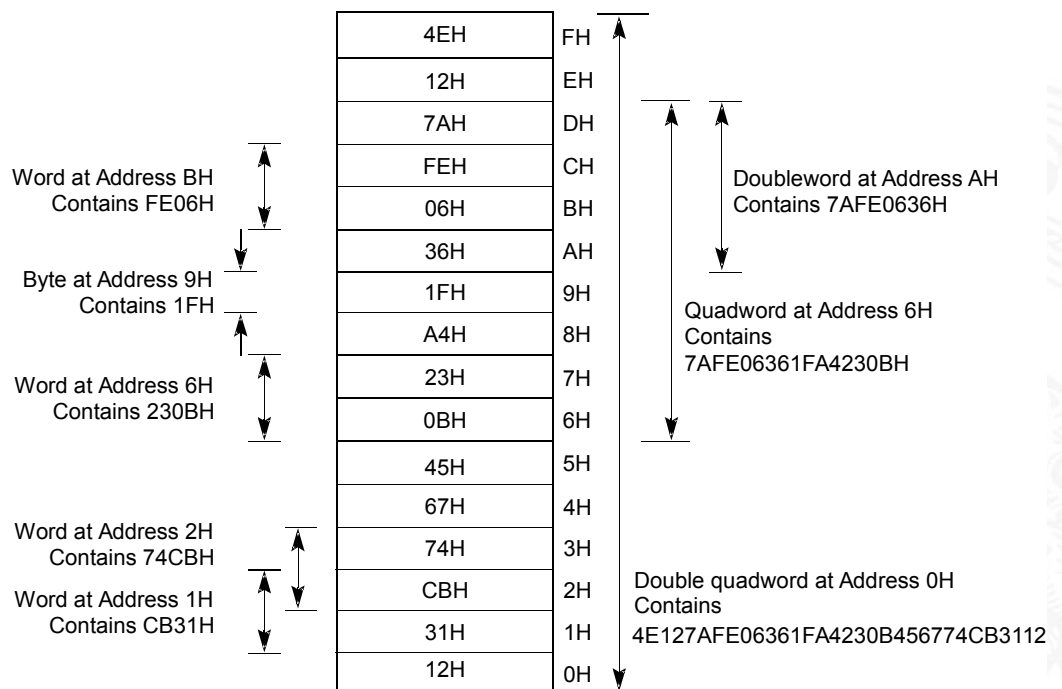 4EH FH
12H EH
7AH DH
FEH CH
Word at Address BH
Contains FE06H
Doubleword at Address AH
Contains 7AFE0636H
06H BH
36H AH
Byte at Address 9H
Contains 1FH
1FH 9H
Quadword at Address 6H
Contains
7AFE06361FA4230BH
A4H 8H
23H 7H
Word at Address 6H
Contains 230BH
0BH 6H
45H 5H
67H 4H
Word at Address 2H
Contains 74CBH
74H 3H
CBH 2H
Word at Address 1H
Contains CB31H
Double quadword at Address 0H
Contains
4E127AFE06361FA4230B456774CB3112
31H 1H
12H 0H